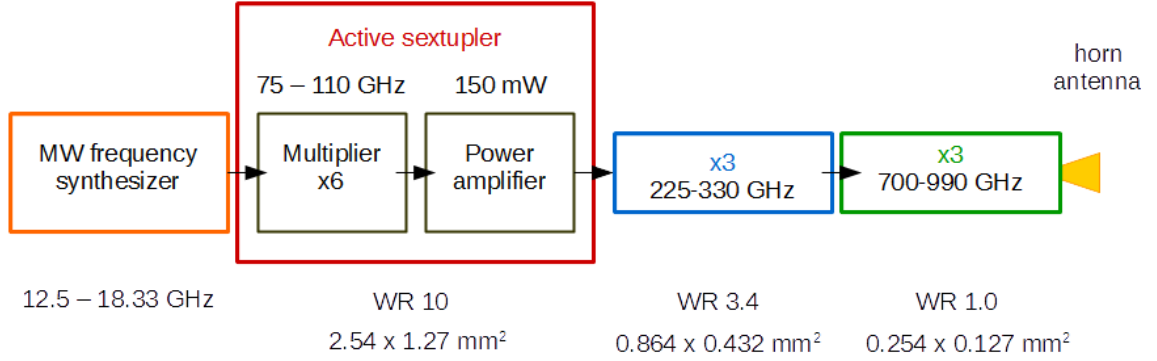 Active sextupler
horn
antenna
75 – 110 GHz
150 mW
MW frequency
synthesizer
Multiplier
x6
Power
amplifier
x3
225-330 GHz
x3
700-990 GHz
12.5 – 18.33 GHz
WR 10
2.54 x 1.27 mm²
WR 3.4
0.864 x 0.432 mm²
WR 1.0
0.254 x 0.127 mm²